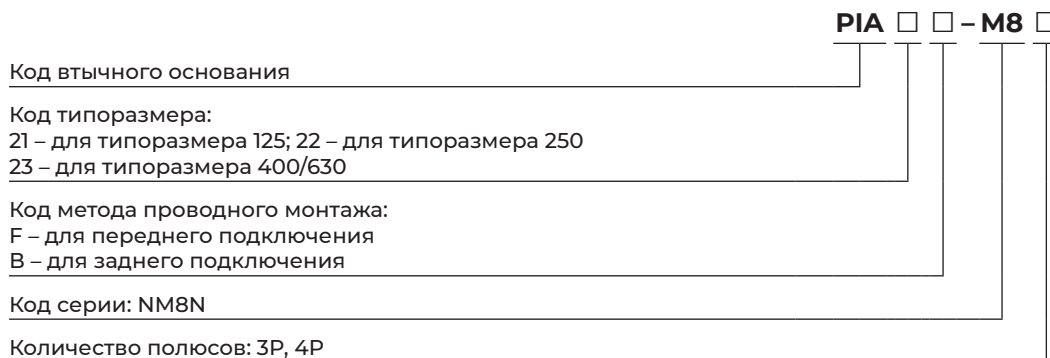 PIA □ □ – M8 □
Код втычного основания
Код типоразмера:
21 – для типоразмера 125; 22 – для типоразмера 250
23 – для типоразмера 400/630
Код метода проводного монтажа:
F – для переднего подключения
B – для заднего подключения
Код серии: NM8N
Количество полюсов: 3P, 4P